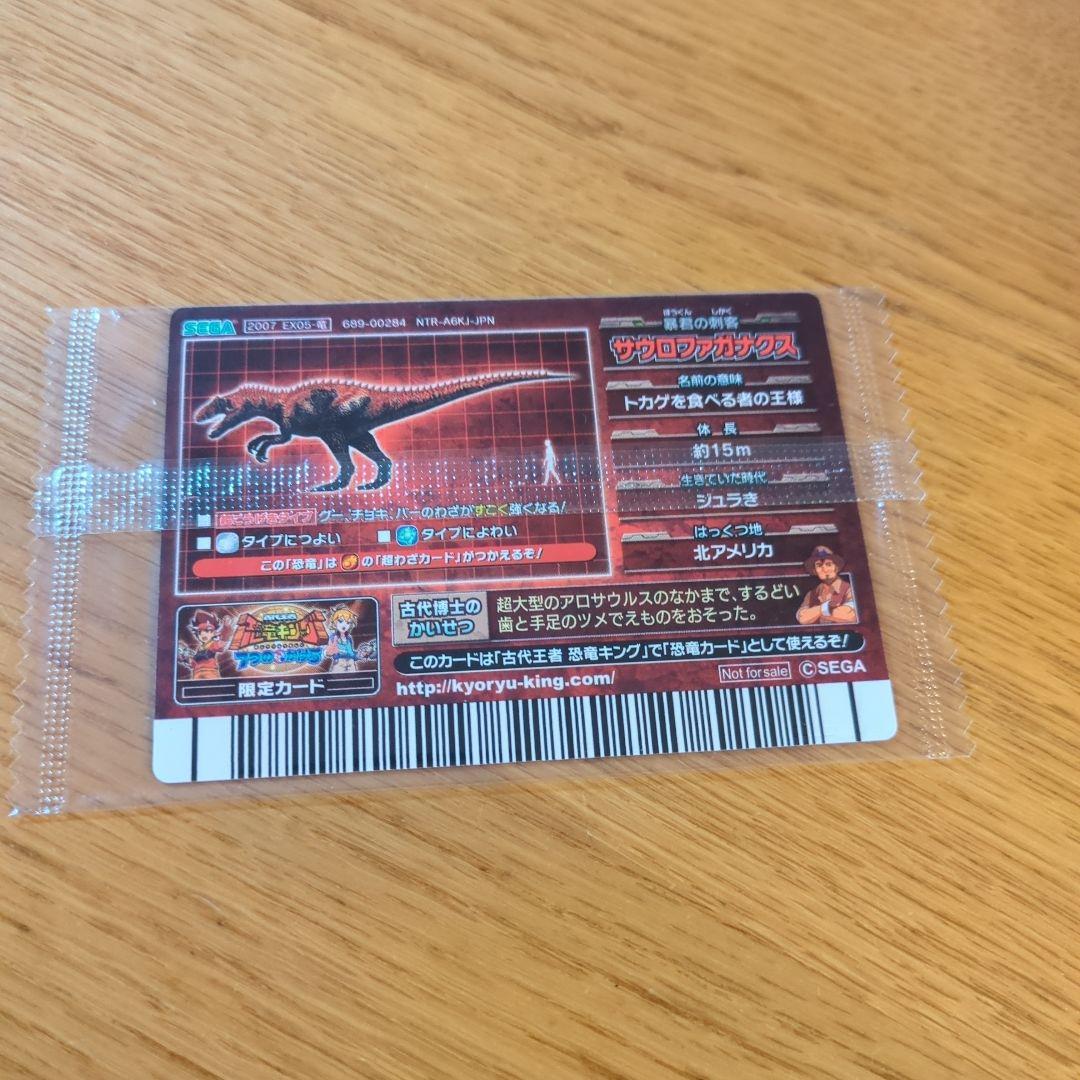 SEGA 2007 EX05-竜 689-00284 NTR-A6KJ-JPN
ぼうくん しかく
暴君の刺客
サウロファガナクス
名前の意味
トカゲを食べる者の王様
体 長
約15m
生きていた時代
ジュラき
はっくつ地
北アメリカ
グー、チョキ、パーのわざがすごく強くなる!
タイプにつよい タイプによわい
この「恐竜」は の「超わざカード」がつかえるぞ!
古代博士の
かいせつ
超大型のアロサウルスのなかまで、するどい
歯と手足のツメでえものをおそった。
恐竜キング
限定カード
このカードは「古代王者 恐竜キング」で「恐竜カード」として使えるぞ!
http://kyoryu-king.com/
Not for sale ©SEGA